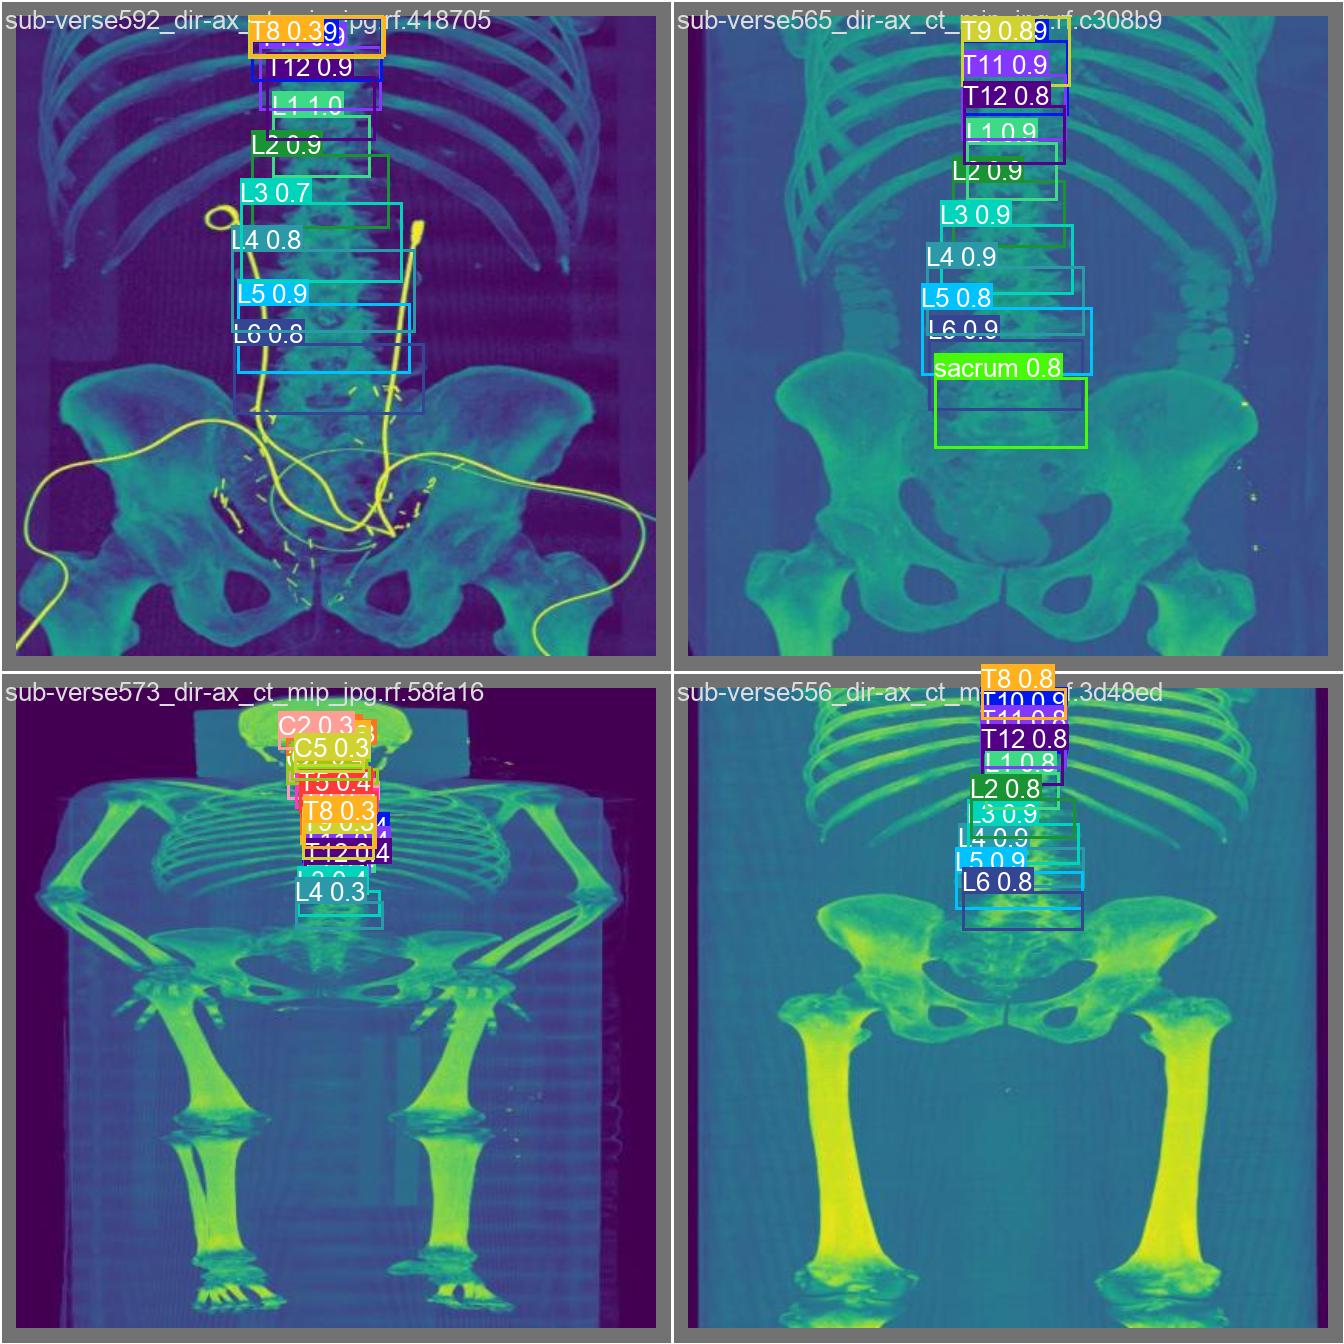 sub-verse592_dir-ax_ct_mip_jpg.rf.418705
T8 0.3
T12 0.9
L1 1.0
L2 0.9
L3 0.7
L4 0.8
L5 0.9
L6 0.8
sub-verse565_dir-ax_ct_mip_jpg.rf.c308b9
T9 0.8
T11 0.9
T12 0.8
L1 0.9
L2 0.9
L3 0.9
L4 0.9
L5 0.8
L6 0.9
sacrum 0.8
sub-verse573_dir-ax_ct_mip_jpg.rf.58fa16
C2 0.3
C5 0.3
T5 0.4
T8 0.3
T12 0.4
L4 0.3
sub-verse556_dir-ax_ct_m f.3d48ed
T8 0.8
T10 0.9
T11 0.8
T12 0.8
L1 0.8
L2 0.8
L3 0.9
L4 0.9
L5 0.9
L6 0.8